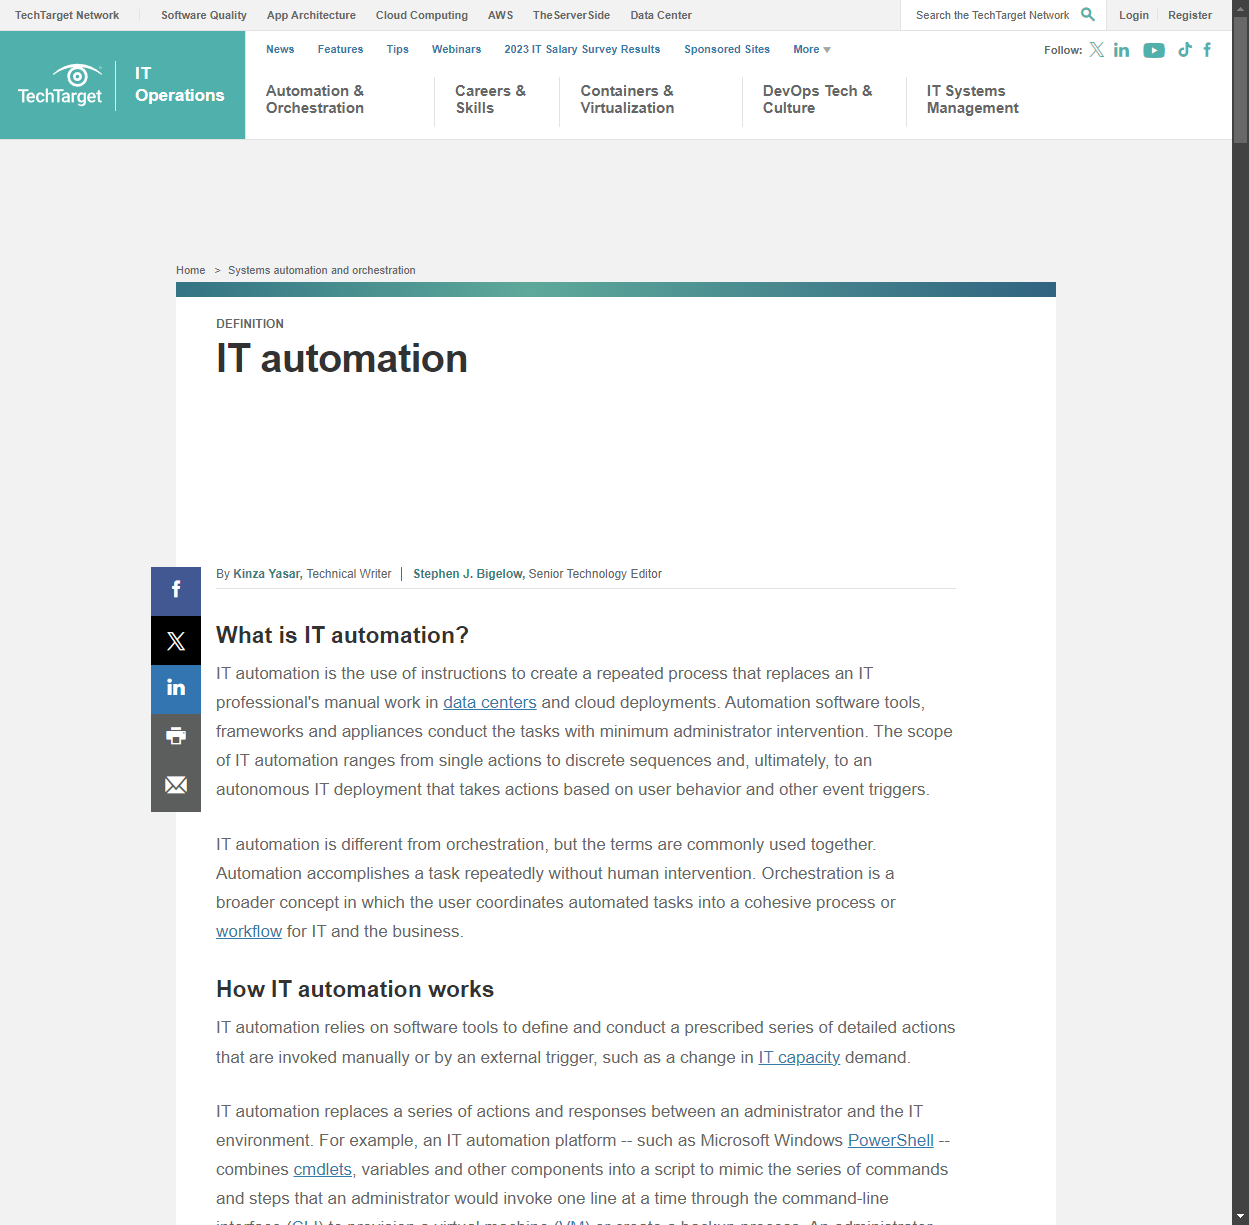 TechTarget Network
Software Quality App Architecture Cloud Computing AWS TheServerSide Data Center
Search the TechTarget Network
Login Register
TechTarget
IT
Operations
News Features Tips Webinars 2023 IT Salary Survey Results Sponsored Sites More
Follow:
Automation &
Orchestration
Careers &
Skills
Containers &
Virtualization
DevOps Tech &
Culture
IT Systems
Management
Home > Systems automation and orchestration
DEFINITION
IT automation
By Kinza Yasar, Technical Writer | Stephen J. Bigelow, Senior Technology Editor
What is IT automation?
IT automation is the use of instructions to create a repeated process that replaces an IT
professional's manual work in data centers and cloud deployments. Automation software tools,
frameworks and appliances conduct the tasks with minimum administrator intervention. The scope
of IT automation ranges from single actions to discrete sequences and, ultimately, to an
autonomous IT deployment that takes actions based on user behavior and other event triggers.
IT automation is different from orchestration, but the terms are commonly used together.
Automation accomplishes a task repeatedly without human intervention. Orchestration is a
broader concept in which the user coordinates automated tasks into a cohesive process or
workflow for IT and the business.
How IT automation works
IT automation relies on software tools to define and conduct a prescribed series of detailed actions
that are invoked manually or by an external trigger, such as a change in IT capacity demand.
IT automation replaces a series of actions and responses between an administrator and the IT
environment. For example, an IT automation platform -- such as Microsoft Windows PowerShell --
combines cmdlets, variables and other components into a script to mimic the series of commands
and steps that an administrator would invoke one line at a time through the command-line
interface (CLI) to provision a virtual machine (VM) or create a backup process. An administrator